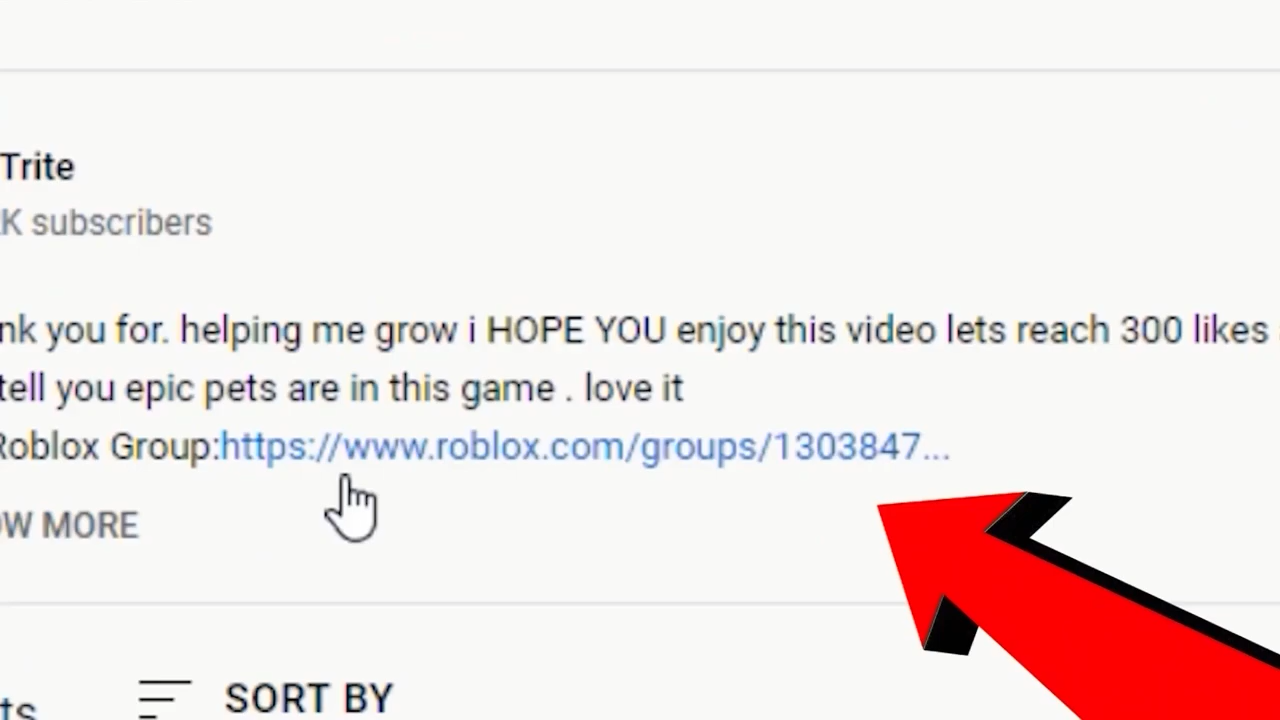 Trite
K subscribers
nk you for. helping me grow i HOPE YOU enjoy this video lets reach 300 likes
tell you epic pets are in this game . love it
Roblox Group:https://www.roblox.com/groups/1303847...
OW MORE
ts
SORT BY